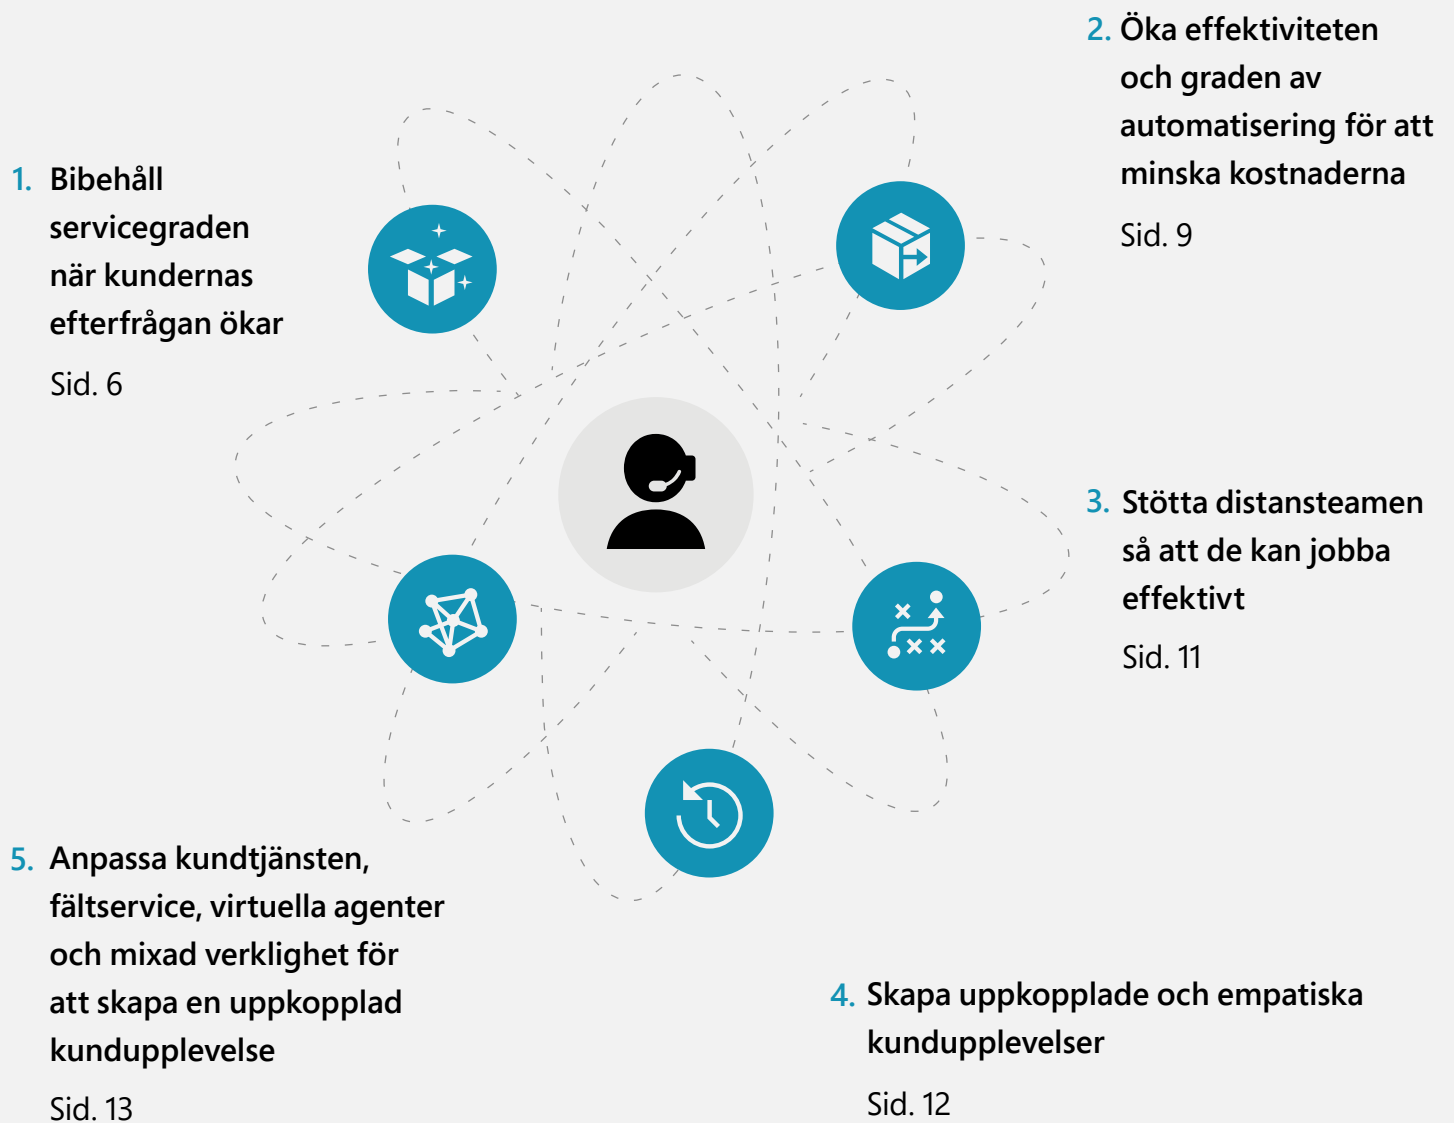 1. Bibehåll
servicegraden
när kundernas
efterfrågan ökar
Sid. 6
2. Öka effektiviteten
och graden av
automatisering för att
minska kostnaderna
Sid. 9
3. Stötta distansteamen
så att de kan jobba
effektivt
Sid. 11
4. Skapa uppkopplade och empatiska
kundupplevelser
Sid. 12
5. Anpassa kundtjänsten,
fältservice, virtuella agenter
och mixad verklighet för
att skapa en uppkopplad
kundupplevelse
Sid. 13